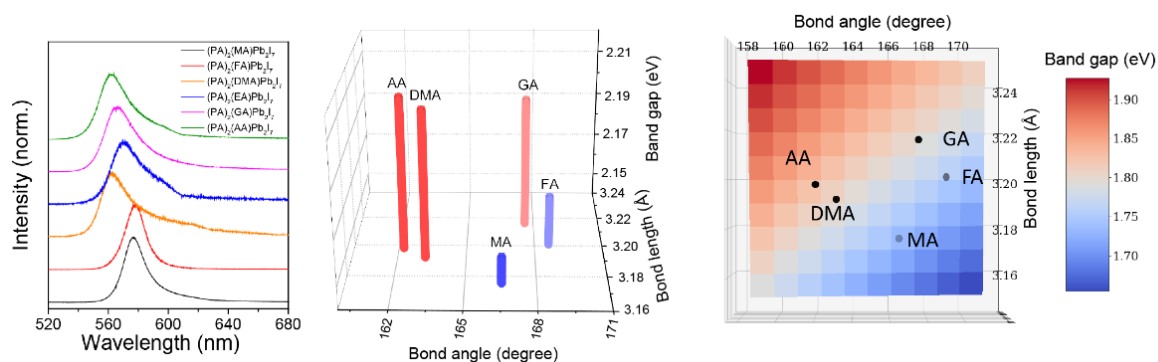 (PA)₂(MA)Pb₂I₇
(PA)₂(FA)Pb₂I₇
(PA)₂(DMA)Pb₂I₇
(PA)₂(EA)Pb₂I₇
(PA)₂(GA)Pb₂I₇
(PA)₂(AA)Pb₂I₇
Intensity (norm.)
520 560 600 640 680
Wavelength (nm)
AA
DMA
GA
FA
MA
2.21
2.19
2.17
2.15
Band gap (eV)
3.24
3.22
3.20
3.18
3.16
Bond length (Å)
162 165 168 171
Bond angle (degree)
Bond angle (degree)
158 160 162 164 166 168 170
AA
DMA
GA
FA
MA
3.24
3.22
3.20
3.18
3.16
Bond length (Å)
Band gap (eV)
1.90
1.85
1.80
1.75
1.70